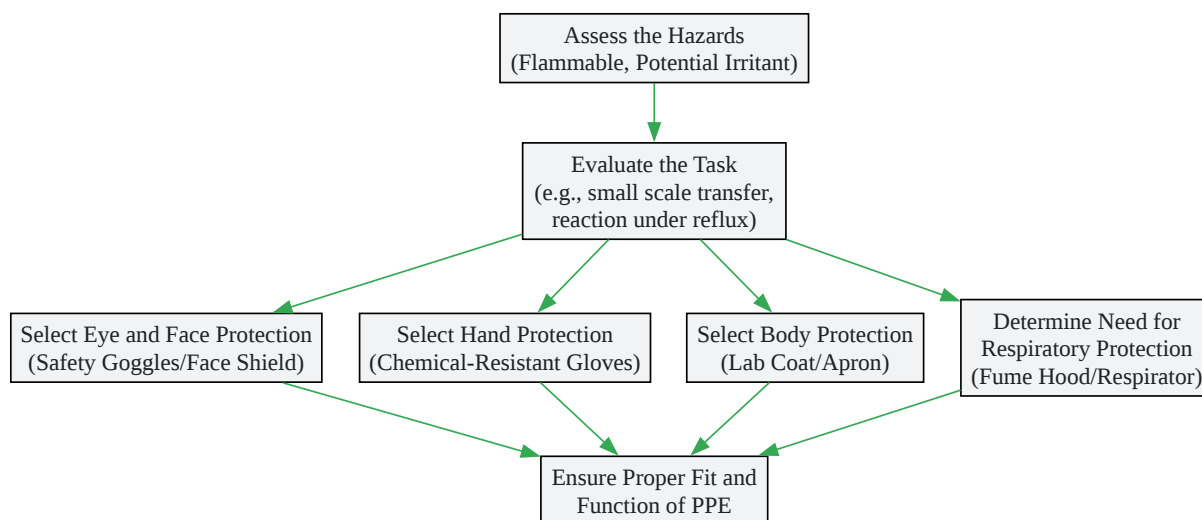 Assess the Hazards
(Flammable, Potential Irritant)
Evaluate the Task
(e.g., small scale transfer,
reaction under reflux)
Select Eye and Face Protection
(Safety Goggles/Face Shield)
Select Hand Protection
(Chemical-Resistant Gloves)
Select Body Protection
(Lab Coat/Apron)
Determine Need for
Respiratory Protection
(Fume Hood/Respirator)
Ensure Proper Fit and
Function of PPE